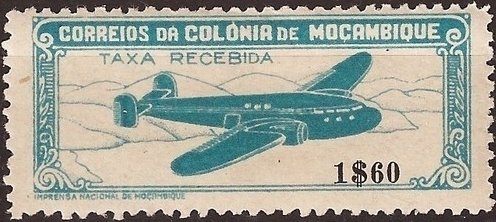 CORREIOS DA COLÓNIA DE MOÇAMBIQUE
TAXA RECEBIDA
1$60
IMPRENSA NACIONAL DE MOÇAMBIQUE